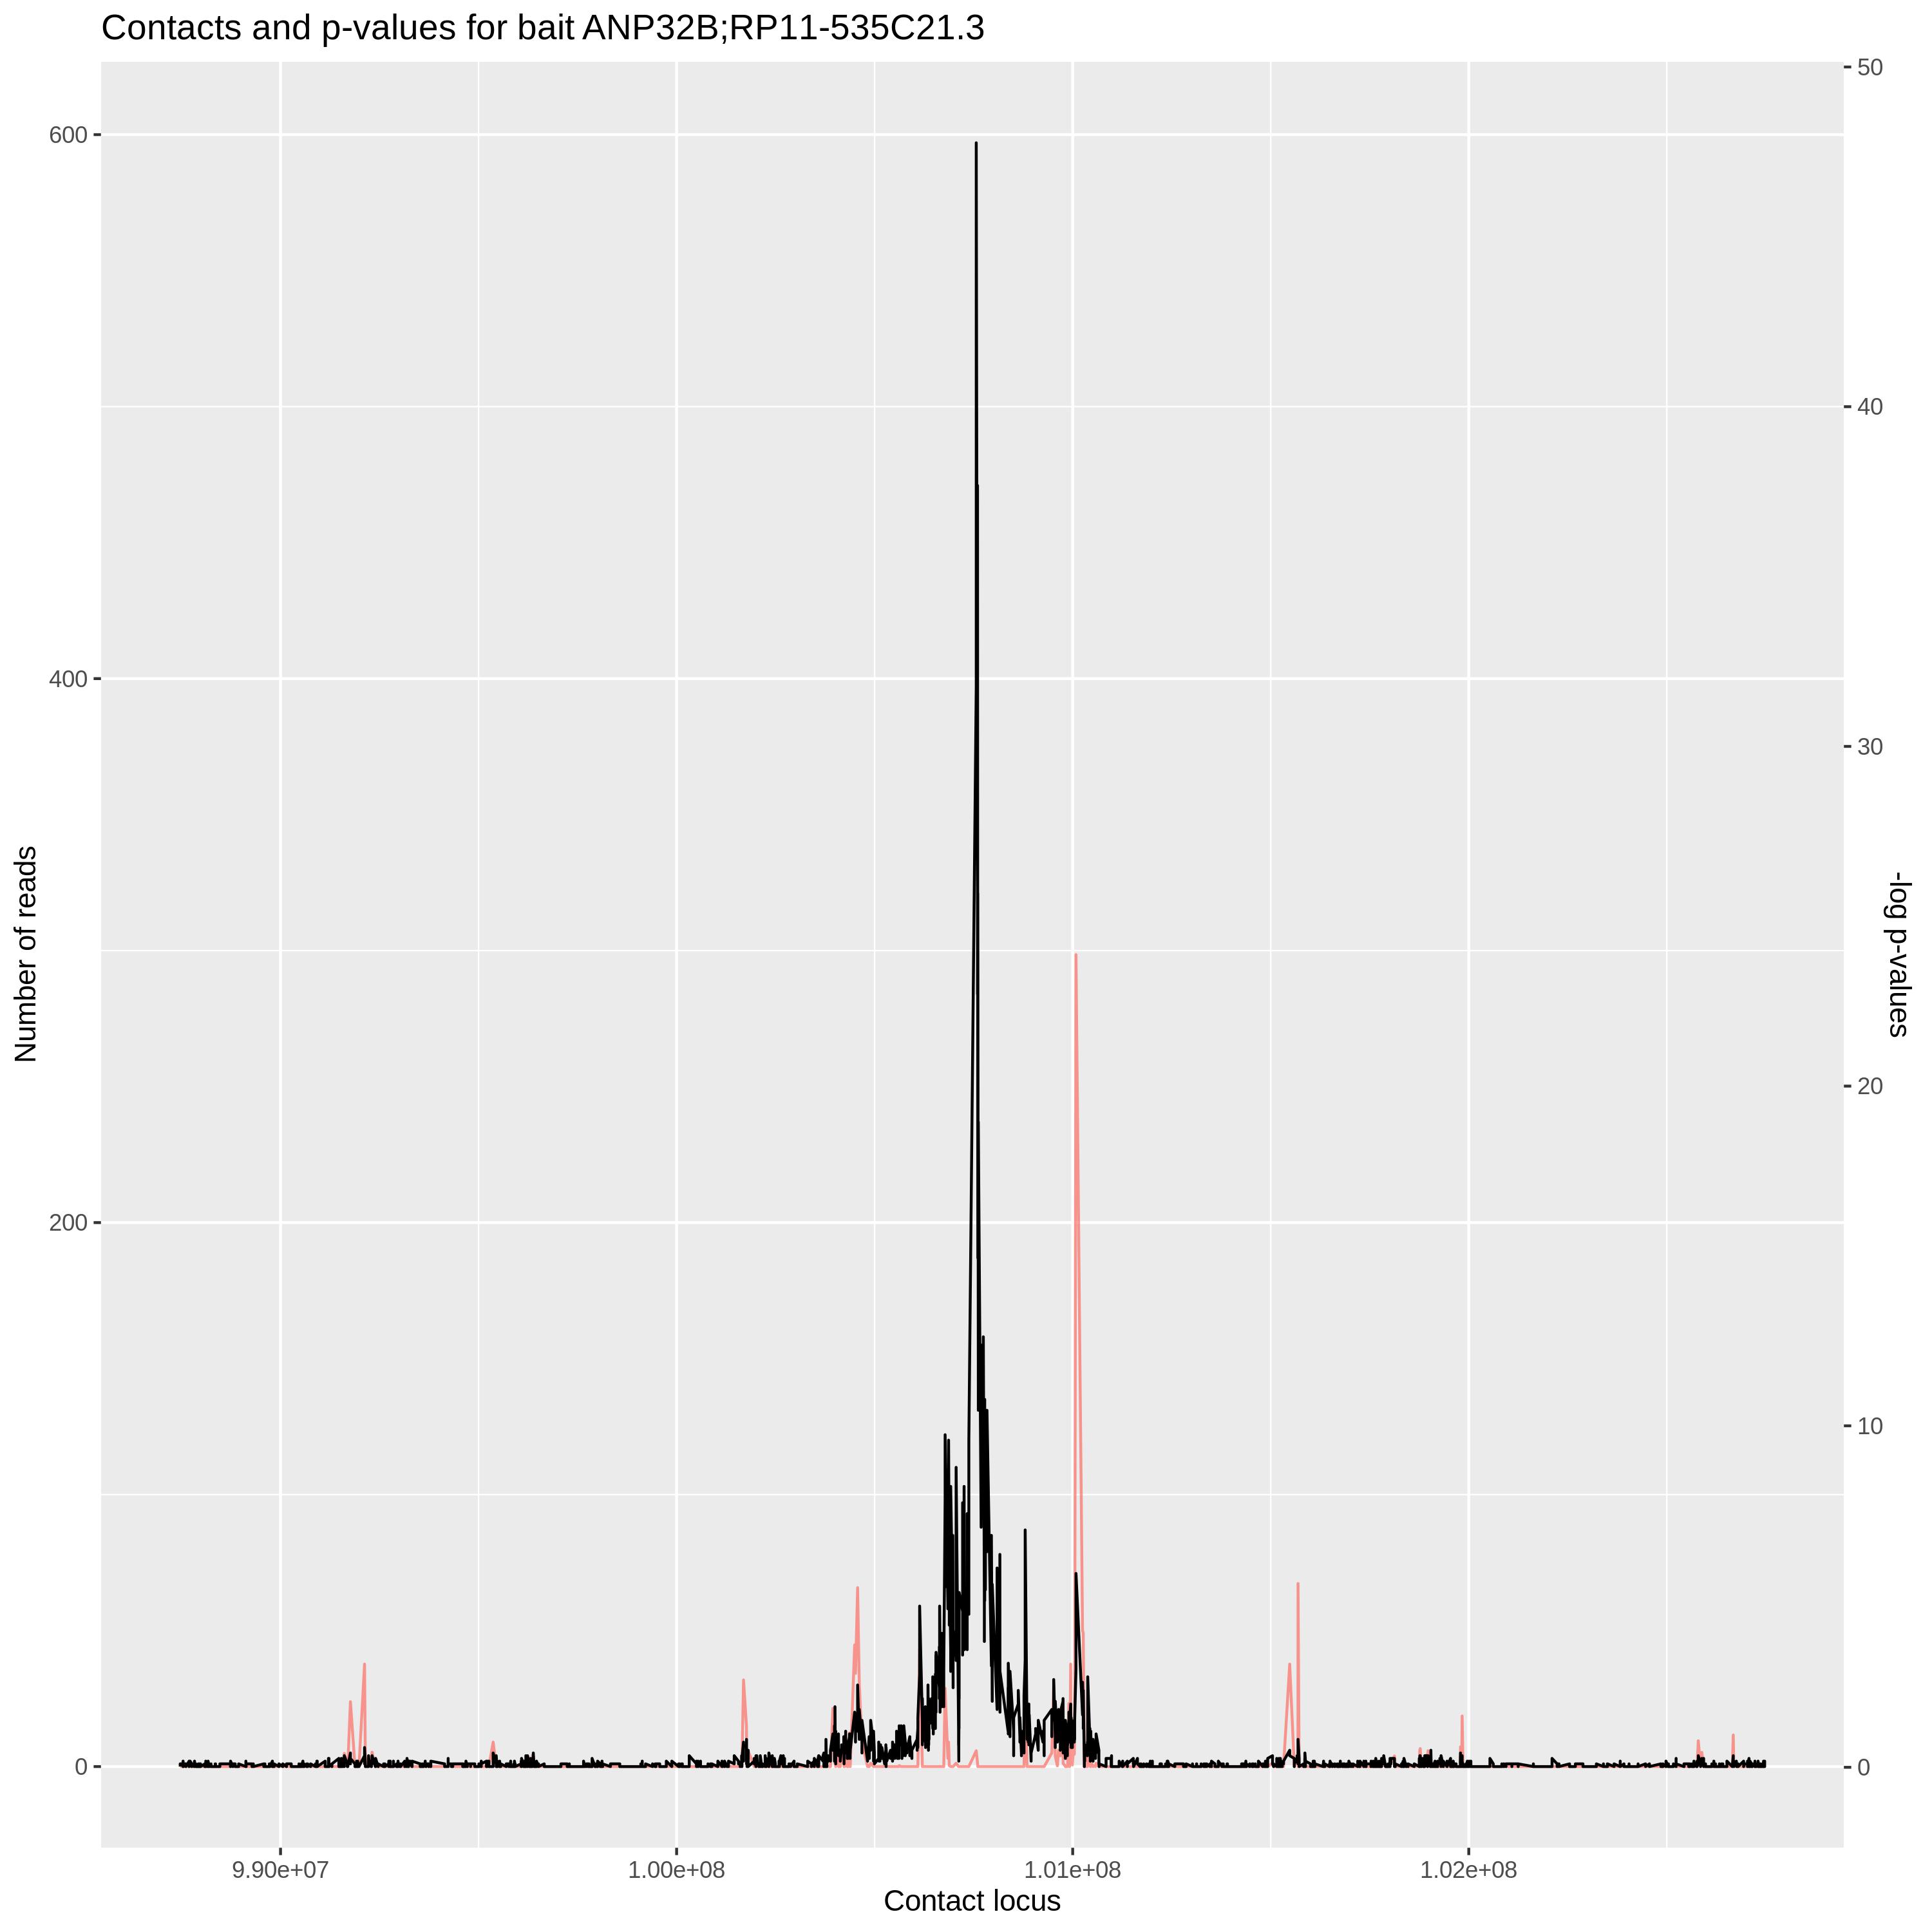 Contacts and p-values for bait ANP32B;RP11-535C21.3
600
400
200
0
Number of reads
50
40
30
20
10
0
-log p-values
9.90e+07
1.00e+08
1.01e+08
1.02e+08
Contact locus